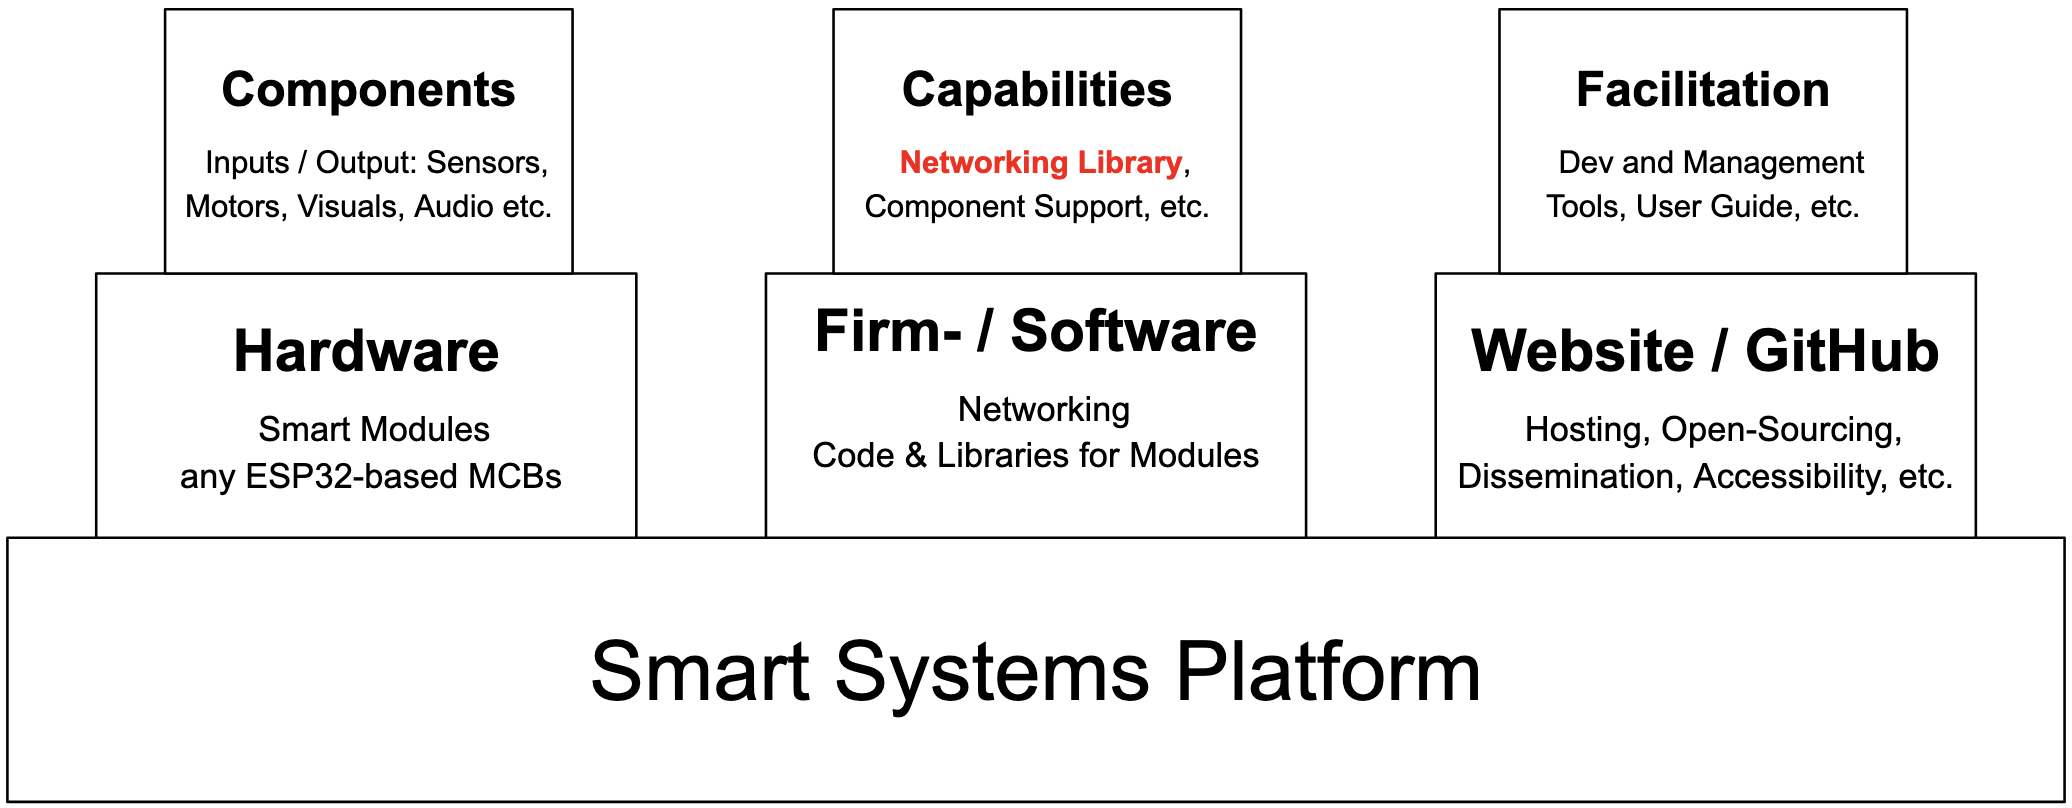 Components
Inputs / Output: Sensors,
Motors, Visuals, Audio etc.
Hardware
Smart Modules
any ESP32-based MCBs
Capabilities
Networking Library,
Component Support, etc.
Firm- / Software
Networking
Code & Libraries for Modules
Facilitation
Dev and Management
Tools, User Guide, etc.
Website / GitHub
Hosting, Open-Sourcing,
Dissemination, Accessibility, etc.
Smart Systems Platform